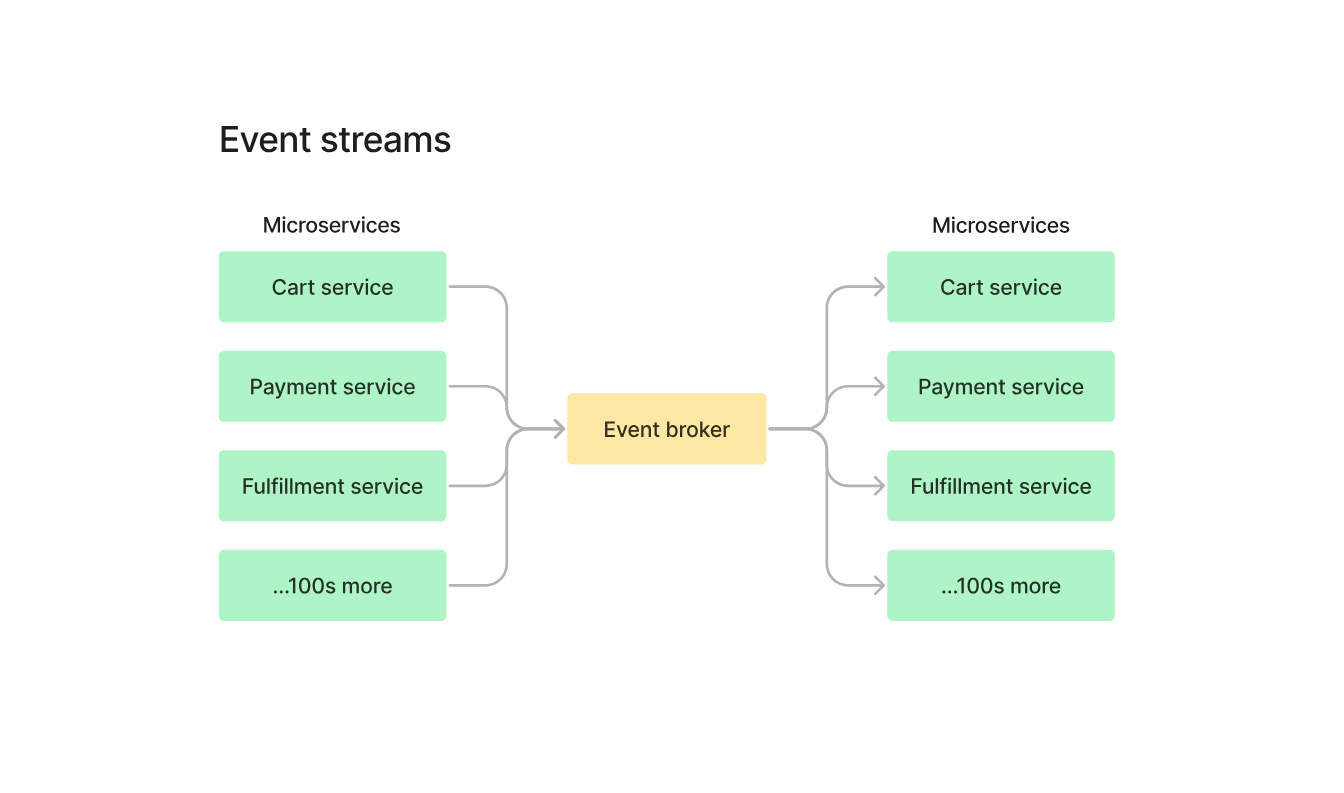 Event streams
Microservices
Cart service
Payment service
Fulfillment service
...100s more
Event broker
Microservices
Cart service
Payment service
Fulfillment service
...100s more